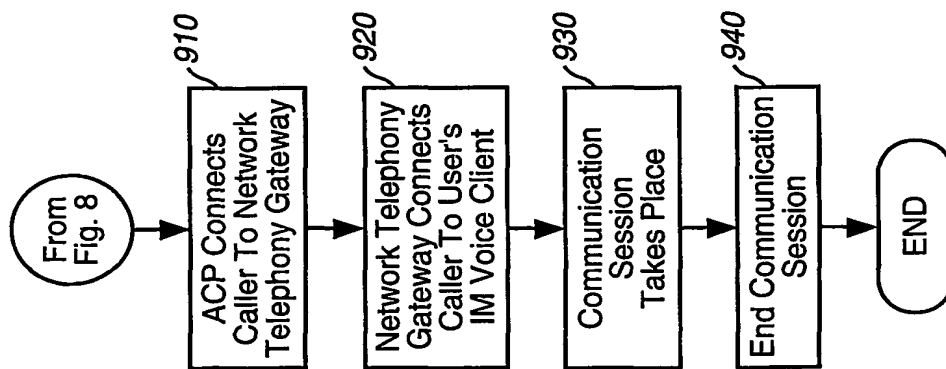 From
Fig. 8
910
ACP Connects
Caller To Network
Telephony Gateway
920
Network Telephony
Gateway Connects
Caller To User's
IM Voice Client
930
Communication
Session
Takes Place
940
End Communication
Session
END